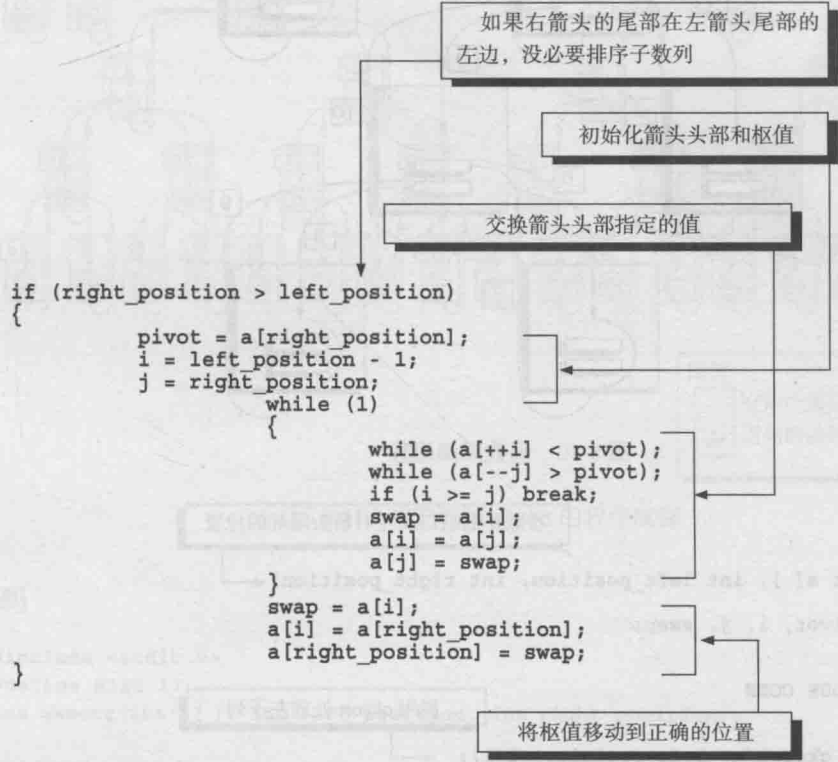 如果右箭头的尾部在左箭头尾部的
左边，没必要排序子数列
初始化箭头头部和枢值
交换箭头头部指定的值
if (right_position > left_position)
{
pivot = a[right_position];
i = left_position - 1;
j = right_position;
while (1)
{
while (a[++i] < pivot);
while (a[--j] > pivot);
if (i >= j) break;
swap = a[i];
a[i] = a[j];
a[j] = swap;
}
swap = a[i];
a[i] = a[right_position];
a[right_position] = swap;
}
将枢值移动到正确的位置